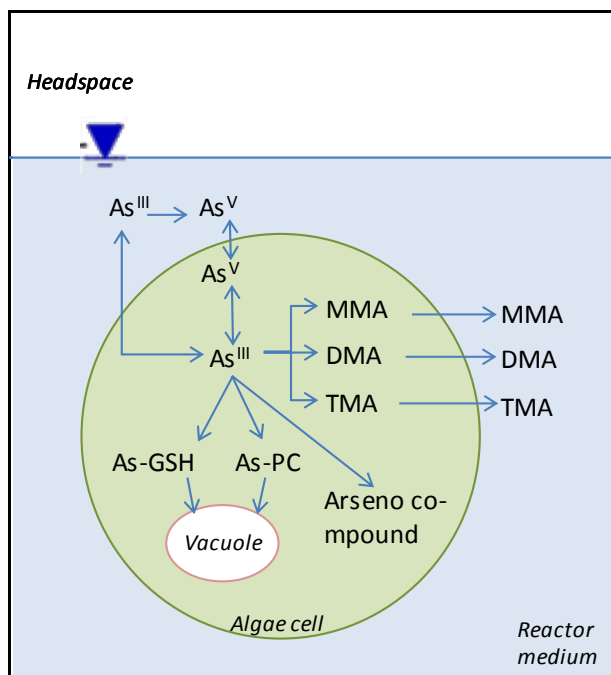 Headspace
As^III As^V
As^V
MMA MMA
As^III DMA DMA
TMA TMA
As-GSH As-PC
Arseno co-
mpound
Vacuole
Algae cell
Reactor
medium